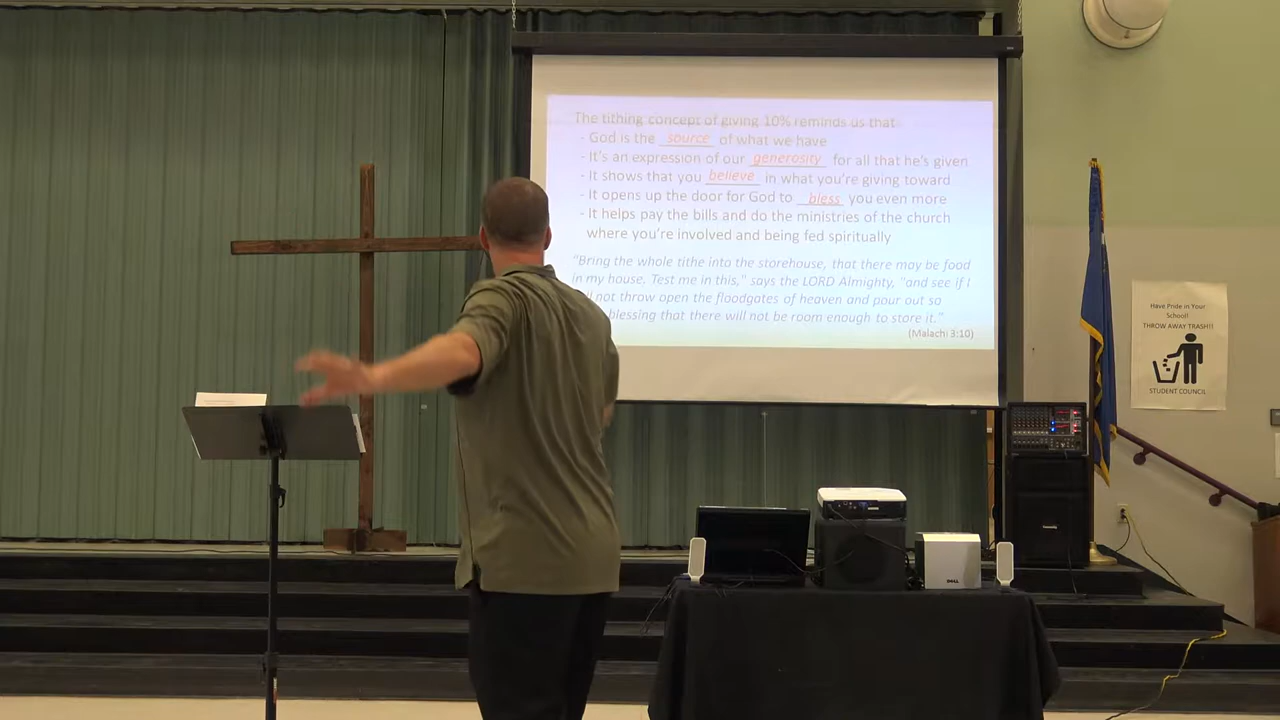 The tithing concept of giving 10% reminds us that
- God is the source of what we have
- It's an expression of our generosity for all that he's given
- It shows that you believe in what you're giving toward
- It opens up the door for God to bless you even more
- It helps pay the bills and do the ministries of the church
where you're involved and being fed spiritually
"Bring the whole tithe into the storehouse, that there may be food
in my house. Test me in this," says the LORD Almighty, "and see if I
not throw open the floodgates of heaven and pour out so
blessing that there will not be room enough to store it."
(Malachi 3:10)
Have Pride in Your
School!
THROW AWAY TRASH!!
STUDENT COUNCIL
DELL